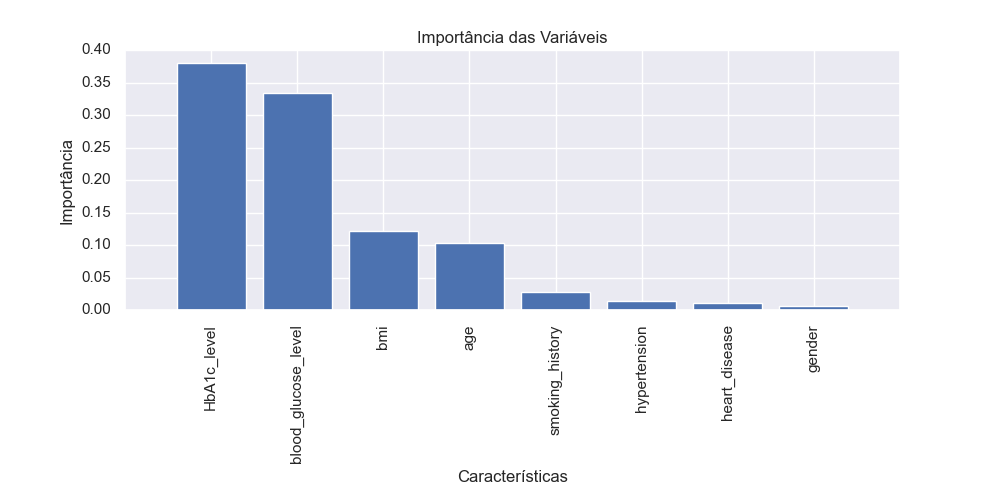 Importância das Variáveis
Importância
0.40
0.35
0.30
0.25
0.20
0.15
0.10
0.05
0.00
HbA1c_level
blood_glucose_level
bmi
age
smoking_history
hypertension
heart_disease
gender
Características